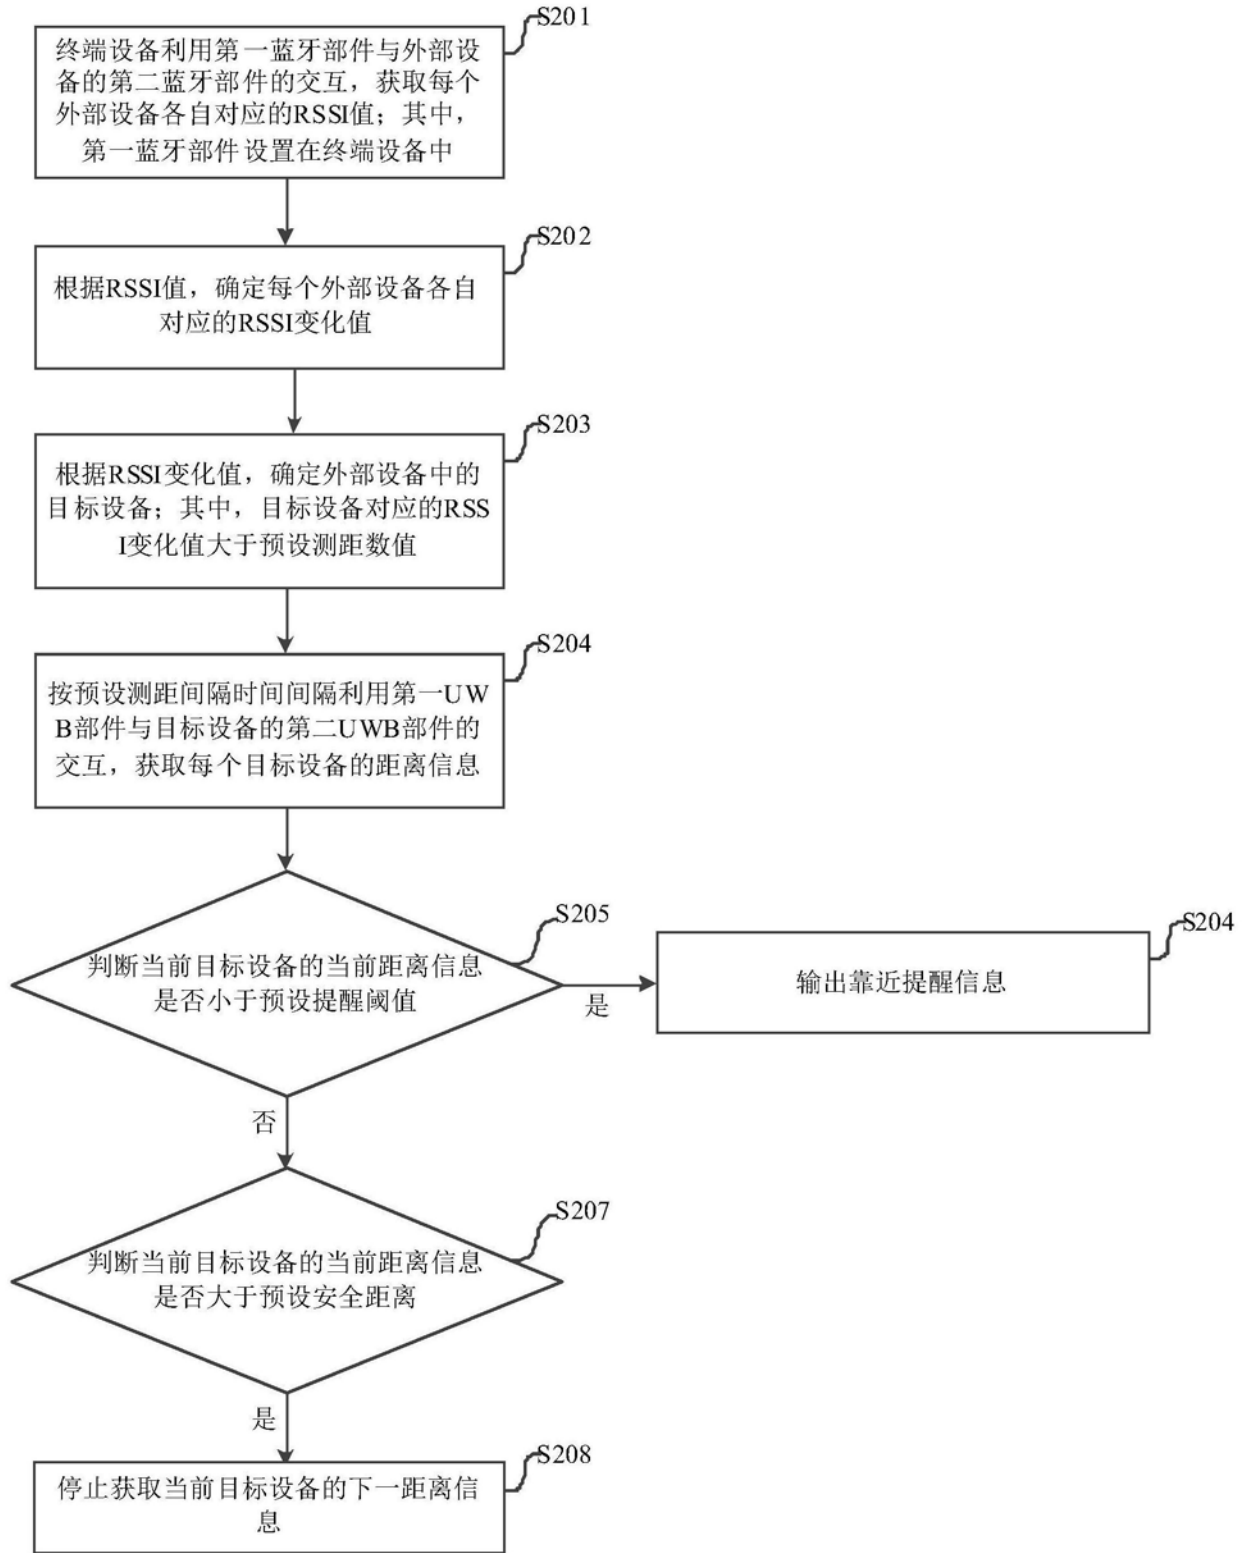 S201
终端设备利用第一蓝牙部件与外部设
备的第二蓝牙部件的交互，获取每个
外部设备各自对应的RSSI值；其中，
第一蓝牙部件设置在终端设备中
S202
根据RSSI值，确定每个外部设备各自
对应的RSSI变化值
S203
根据RSSI变化值，确定外部设备中的
目标设备；其中，目标设备对应的RSS
I变化值大于预设测距数值
S204
按预设测距间隔时间间隔利用第一UW
B部件与目标设备的第二UWB部件的
交互，获取每个目标设备的距离信息
S205
判断当前目标设备的当前距离信息
是否小于预设提醒阈值
是
S204
输出靠近提醒信息
否
S207
判断当前目标设备的当前距离信息
是否大于预设安全距离
是
S208
停止获取当前目标设备的下一距离信
息